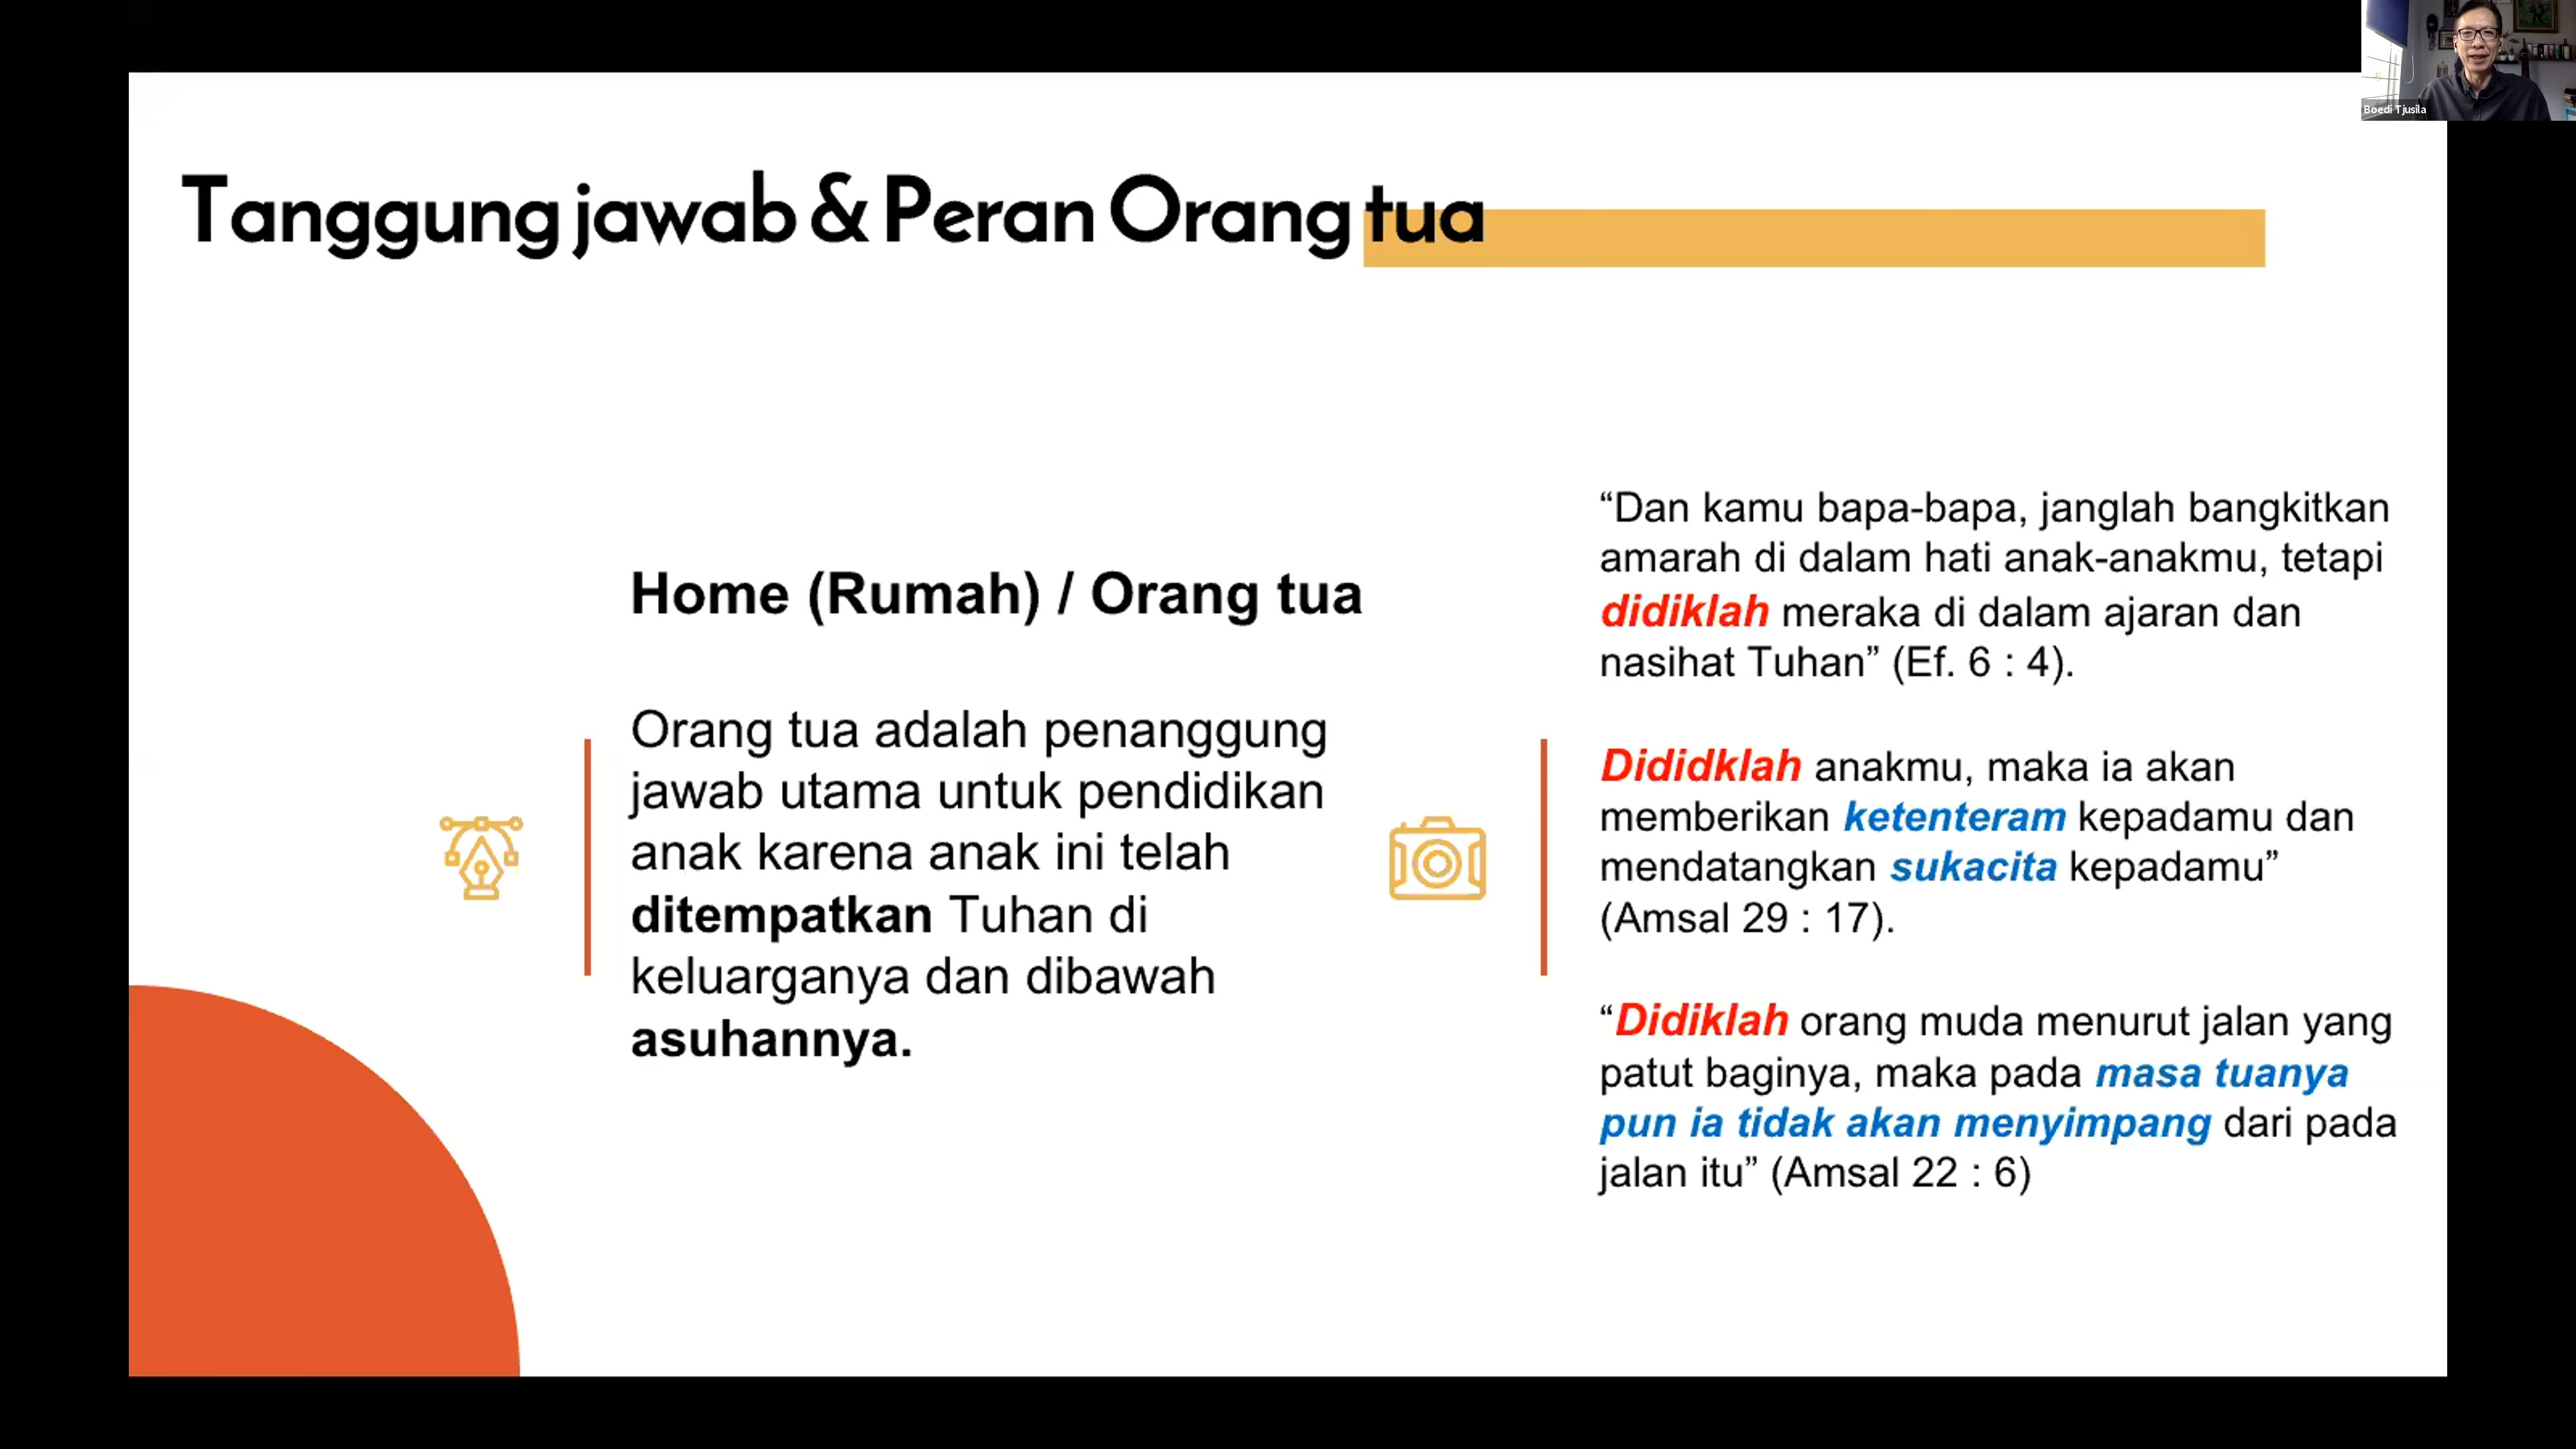 Boedi Tjusila
Tanggung jawab & Peran Orang tua
Home (Rumah) / Orang tua
Orang tua adalah penanggung
jawab utama untuk pendidikan
anak karena anak ini telah
ditempatkan Tuhan di
keluarganya dan dibawah
asuhannya.
“Dan kamu bapa-bapa, janglah bangkitkan
amarah di dalam hati anak-anakmu, tetapi
didiklah meraka di dalam ajaran dan
nasihat Tuhan” (Ef. 6 : 4).
Dididklah anakmu, maka ia akan
memberikan ketenteram kepadamu dan
mendatangkan sukacita kepadamu”
(Amsal 29 : 17).
“Didiklah orang muda menurut jalan yang
patut baginya, maka pada masa tuanya
pun ia tidak akan menyimpang dari pada
jalan itu” (Amsal 22 : 6)